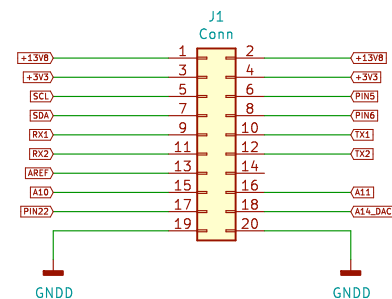 J1
Conn
+13V8 1 2 +13V8
+3V3 3 4 +3V3
SCL 5 6 PIN5
SDA 7 8 PIN6
RX1 9 10 TX1
RX2 11 12 TX2
AREF 13 14
A10 15 16 A11
PIN22 17 18 A14_DAC
19 20
GNDD GNDD